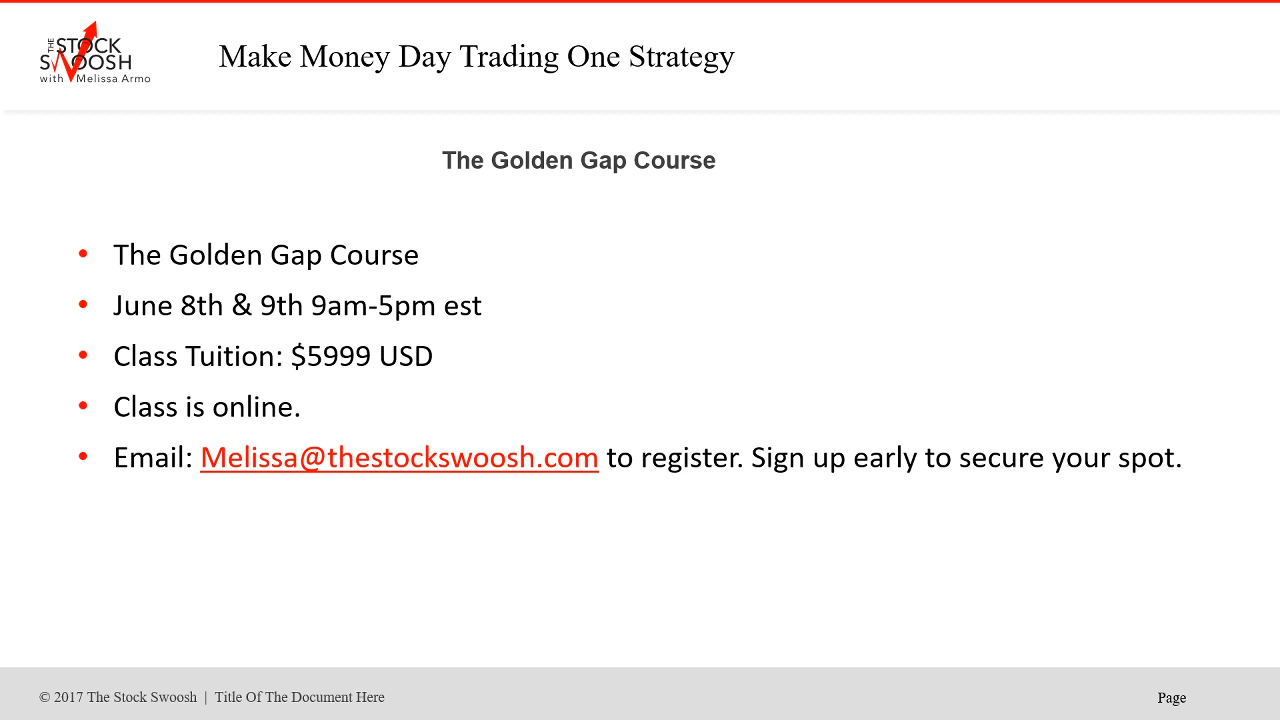 THE STOCK
SWOOSH
with Melissa Armo
Make Money Day Trading One Strategy
The Golden Gap Course
• The Golden Gap Course
• June 8th & 9th 9am-5pm est
• Class Tuition: $5999 USD
• Class is online.
• Email: Melissa@thestockswoosh.com to register. Sign up early to secure your spot.
© 2017 The Stock Swoosh | Title Of The Document Here
Page